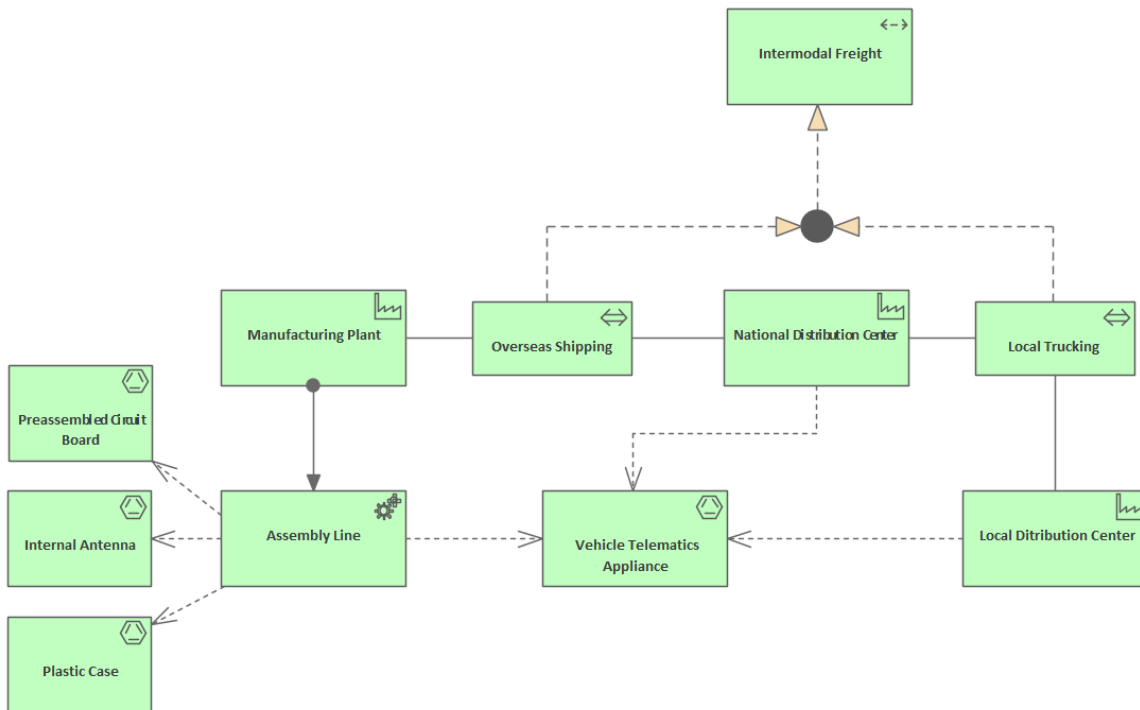 Intermodal Freight
Manufacturing Plant
Overseas Shipping
National Distribution Center
Local Trucking
Preassembled Circuit
Board
Internal Antenna
Assembly Line
Vehicle Telematics
Appliance
Local Ditribution Center
Plastic Case